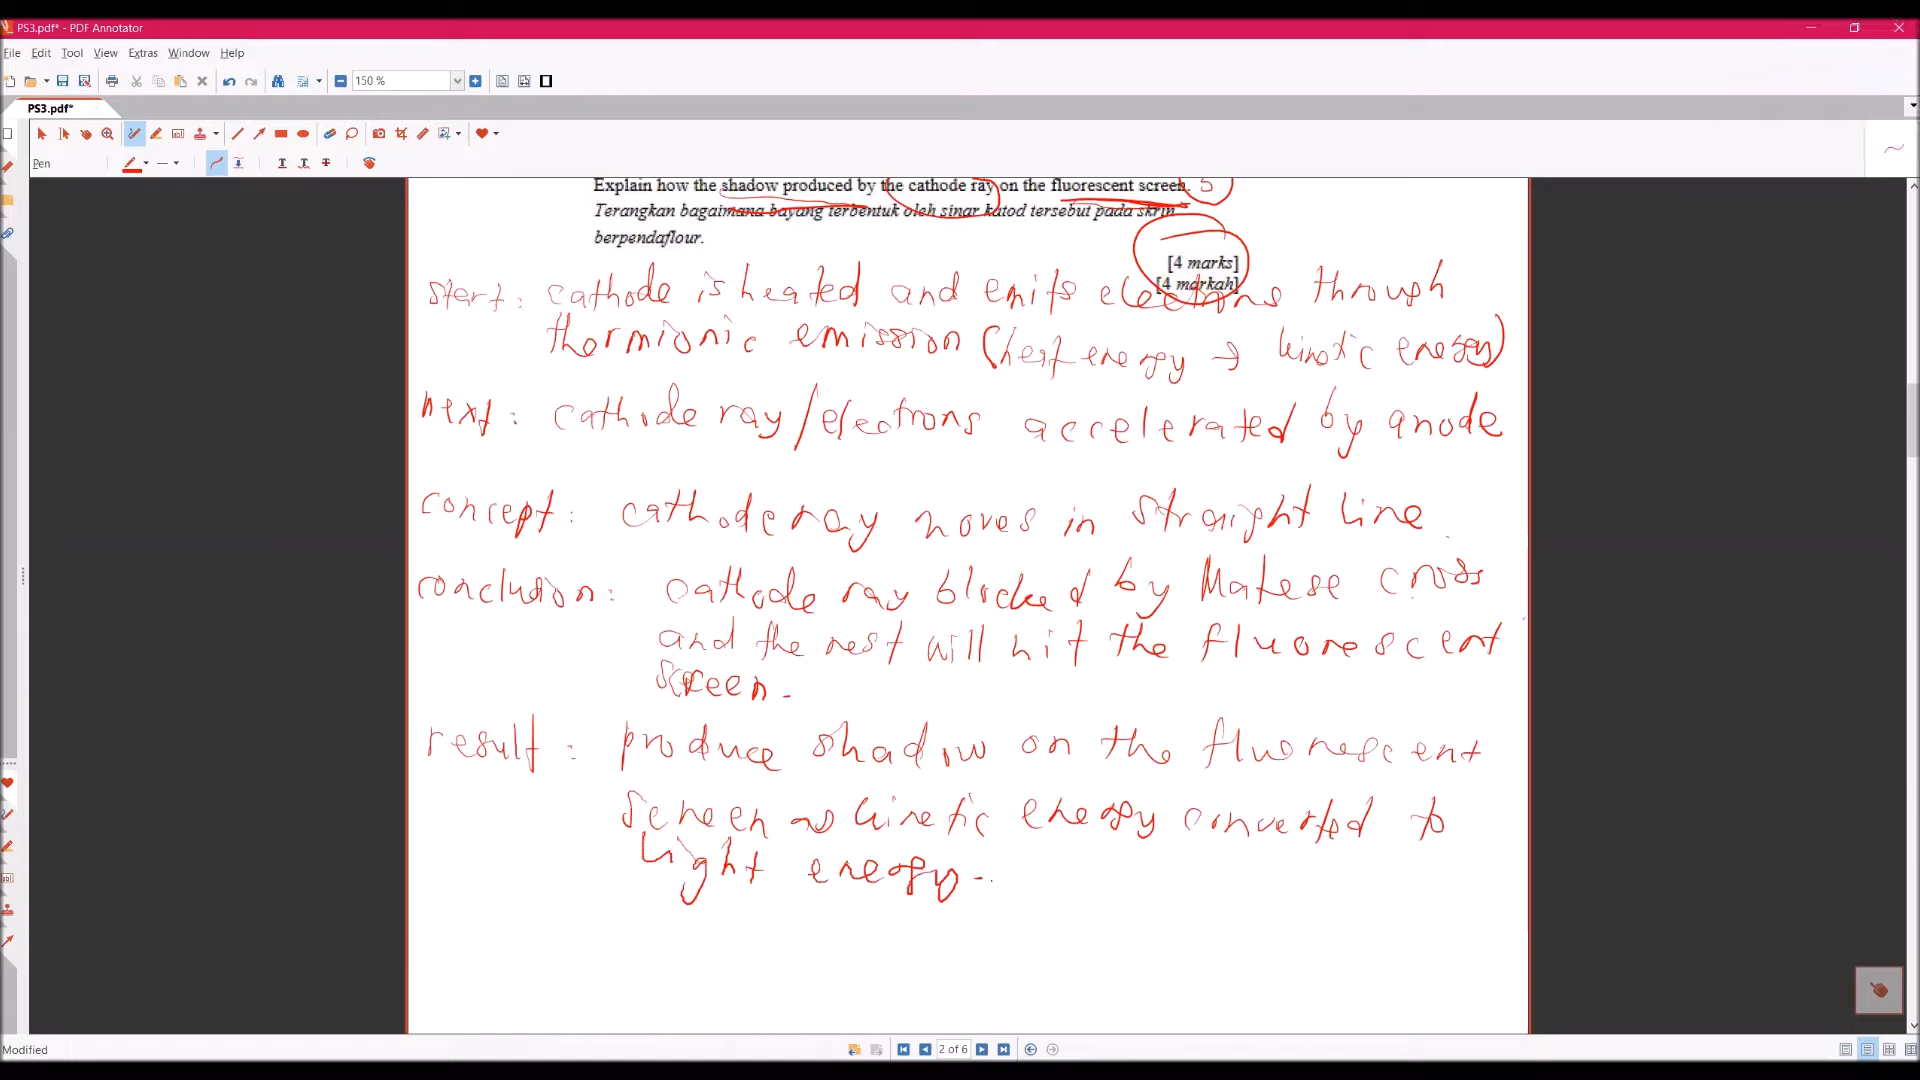 PS3.pdf* - PDF Annotator
File Edit Tool View Extras Window Help
150 %
PS3.pdf*
Pen
Explain how the shadow produced by the cathode ray on the fluorescent screen. 5
Terangkan bagaimana bayang terbentuk oleh sinar katod tersebut pada skrin
berpendaflour.
[4 marks]
[4 markah]
start: cathode is heated and emits electrons through
thermionic emission (heat energy → kinetic energy)
next: cathode ray/electrons accelerated by anode
concept: cathode ray moves in straight line
conclusion: cathode ray blocked by Maltese cross
and the rest will hit the fluorescent
screen.
result: produce shadow on the fluorescent
screen as kinetic energy converted to
light energy.
Modified
2 of 6